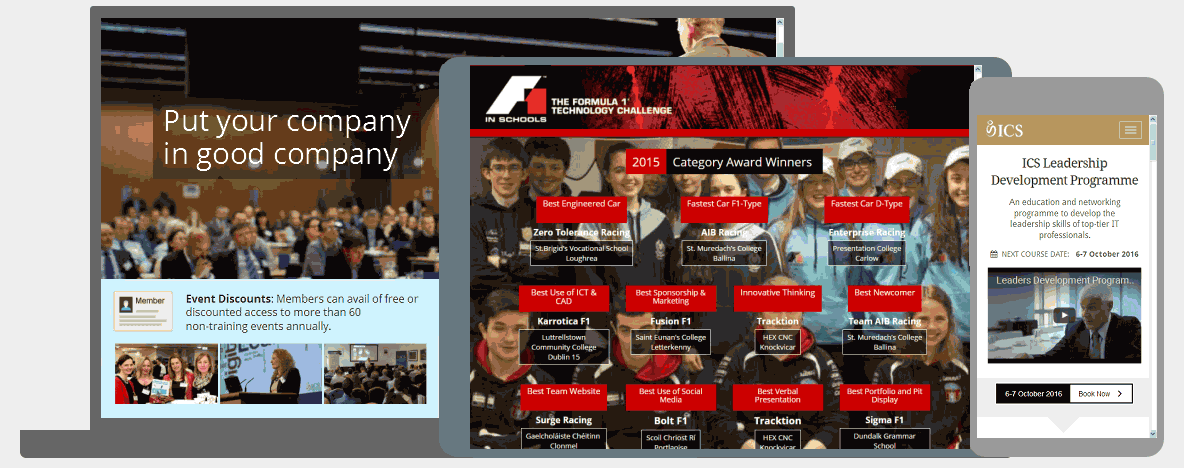 Put your company
in good company
Member
Event Discounts: Members can avail of free or
discounted access to more than 60
non-training events annually.
F1
IN SCHOOLS
™
THE FORMULA 1®
TECHNOLOGY CHALLENGE
2015 Category Award Winners
Best Engineered Car
Zero Tolerance Racing
St.Brigid's Vocational School
Loughrea
Fastest Car F1-Type
AIB Racing
St. Muredach's College
Ballina
Fastest Car D-Type
Enterprise Racing
Presentation College
Carlow
Best Use of ICT &
CAD
Karrotica F1
Luttrellstown
Community College
Dublin 15
Best Sponsorship &
Marketing
Fusion F1
Saint Eunan's College
Letterkenny
Innovative Thinking
Tracktion
HEX CNC
Knockvicar
Best Newcomer
Team AIB Racing
St. Muredach's College
Ballina
Best Team Website
Surge Racing
Gaelcholáiste Chéitinn
Clonmel
Best Use of Social
Media
Bolt F1
Scoil Chriost Rí
Portlaoise
Best Verbal
Presentation
Tracktion
HEX CNC
Knockvicar
Best Portfolio and Pit
Display
Sigma F1
Dundalk Grammar
School
ICS
ICS Leadership
Development Programme
An education and networking
programme to develop the
leadership skills of top-tier IT
professionals.
NEXT COURSE DATE: 6-7 October 2016
Leaders Development Program...
6-7 October 2016 Book Now